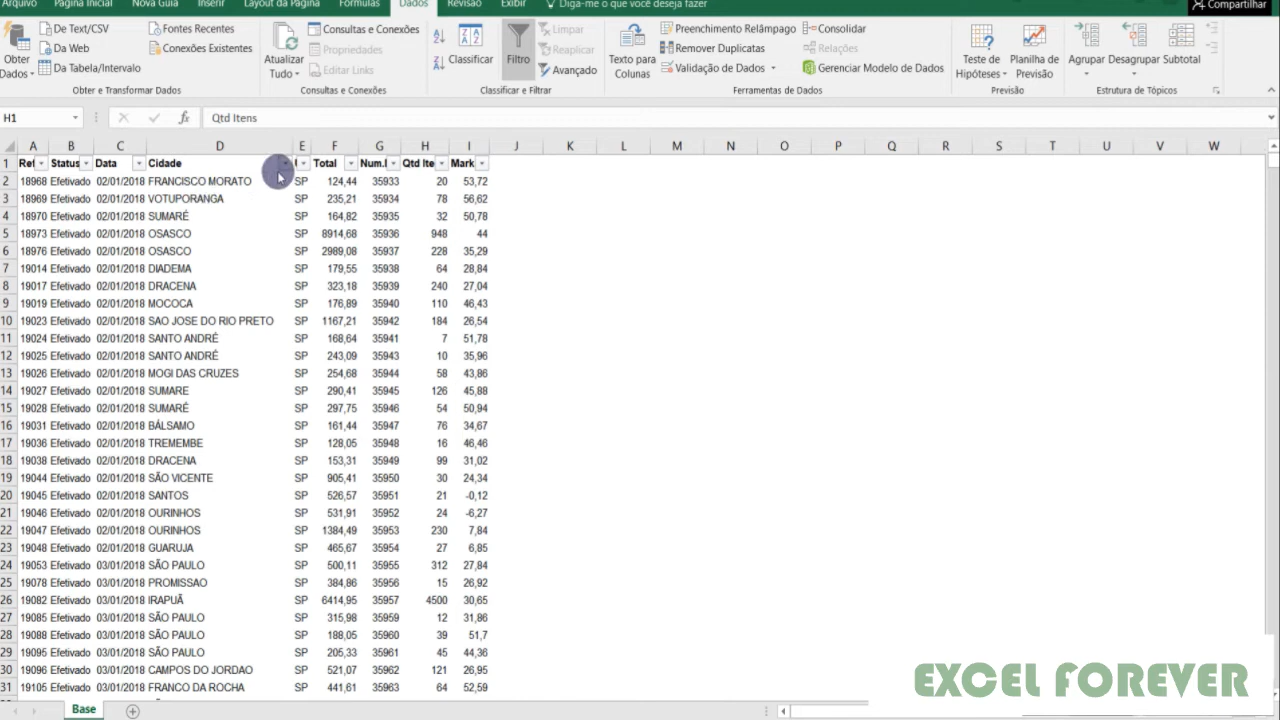 Arquivo Página Inicial Nova Guia Inserir Layout da Página Fórmulas Dados Revisão Exibir Diga-me o que você deseja fazer Compartilhar
De Text/CSV Fontes Recentes Consultas e Conexões Limpar Preenchimento Relâmpago Consolidar
Da Web Conexões Existentes Propriedades Reaplicar Remover Duplicatas Relações
Da Tabela/Intervalo Editar Links Avançado Validação de Dados Gerenciar Modelo de Dados
Obter Dados Atualizar Tudo Classificar Filtro Texto para Colunas Teste de Hipóteses Planilha de Previsão Agrupar Desagrupar Subtotal
Obter e Transformar Dados Consultas e Conexões Classificar e Filtrar Ferramentas de Dados Previsão Estrutura de Tópicos
H1 fx Qtd Itens
A B C D E F G H I J K L M N O P Q R S T U V W
1 Ref Status Data Cidade Total Num. Qtd Ite Mark
2 18968 Efetivado 02/01/2018 FRANCISCO MORATO SP 124,44 35933 20 53,72
3 18969 Efetivado 02/01/2018 VOTUPORANGA SP 235,21 35934 78 56,62
4 18970 Efetivado 02/01/2018 SUMARÉ SP 164,82 35935 32 50,78
5 18973 Efetivado 02/01/2018 OSASCO SP 8914,68 35936 948 44
6 18976 Efetivado 02/01/2018 OSASCO SP 2989,08 35937 228 35,29
7 19014 Efetivado 02/01/2018 DIADEMA SP 179,55 35938 64 28,84
8 19017 Efetivado 02/01/2018 DRACENA SP 323,18 35939 240 27,04
9 19019 Efetivado 02/01/2018 MOCOCA SP 176,89 35940 110 46,43
10 19023 Efetivado 02/01/2018 SAO JOSE DO RIO PRETO SP 1167,21 35942 184 26,54
11 19024 Efetivado 02/01/2018 SANTO ANDRÉ SP 168,64 35941 7 51,78
12 19025 Efetivado 02/01/2018 SANTO ANDRÉ SP 243,09 35943 10 35,96
13 19026 Efetivado 02/01/2018 MOGI DAS CRUZES SP 254,68 35944 58 43,86
14 19027 Efetivado 02/01/2018 SUMARE SP 290,41 35945 126 45,88
15 19028 Efetivado 02/01/2018 SUMARÉ SP 297,75 35946 54 50,94
16 19031 Efetivado 02/01/2018 BÁLSAMO SP 161,44 35947 76 34,67
17 19036 Efetivado 02/01/2018 TREMEMBE SP 128,05 35948 16 46,46
18 19038 Efetivado 02/01/2018 DRACENA SP 153,31 35949 99 31,02
19 19044 Efetivado 02/01/2018 SÃO VICENTE SP 905,41 35950 30 24,34
20 19045 Efetivado 02/01/2018 SANTOS SP 526,57 35951 21 -0,12
21 19046 Efetivado 02/01/2018 OURINHOS SP 531,91 35952 24 -6,27
22 19047 Efetivado 02/01/2018 OURINHOS SP 1384,49 35953 230 7,84
23 19048 Efetivado 02/01/2018 GUARUJA SP 465,67 35954 27 6,85
24 19053 Efetivado 03/01/2018 SÃO PAULO SP 500,11 35955 312 27,84
25 19078 Efetivado 03/01/2018 PROMISSAO SP 384,86 35956 15 26,92
26 19082 Efetivado 03/01/2018 IRAPUÃ SP 6414,95 35957 4500 30,65
27 19085 Efetivado 03/01/2018 SÃO PAULO SP 315,98 35959 12 31,86
28 19088 Efetivado 03/01/2018 SÃO PAULO SP 188,05 35960 39 51,7
29 19095 Efetivado 03/01/2018 SÃO PAULO SP 205,33 35961 45 44,36
30 19096 Efetivado 03/01/2018 CAMPOS DO JORDAO SP 521,07 35962 121 26,95
31 19105 Efetivado 03/01/2018 FRANCO DA ROCHA SP 441,61 35963 64 52,59
EXCEL FOREVER
Base